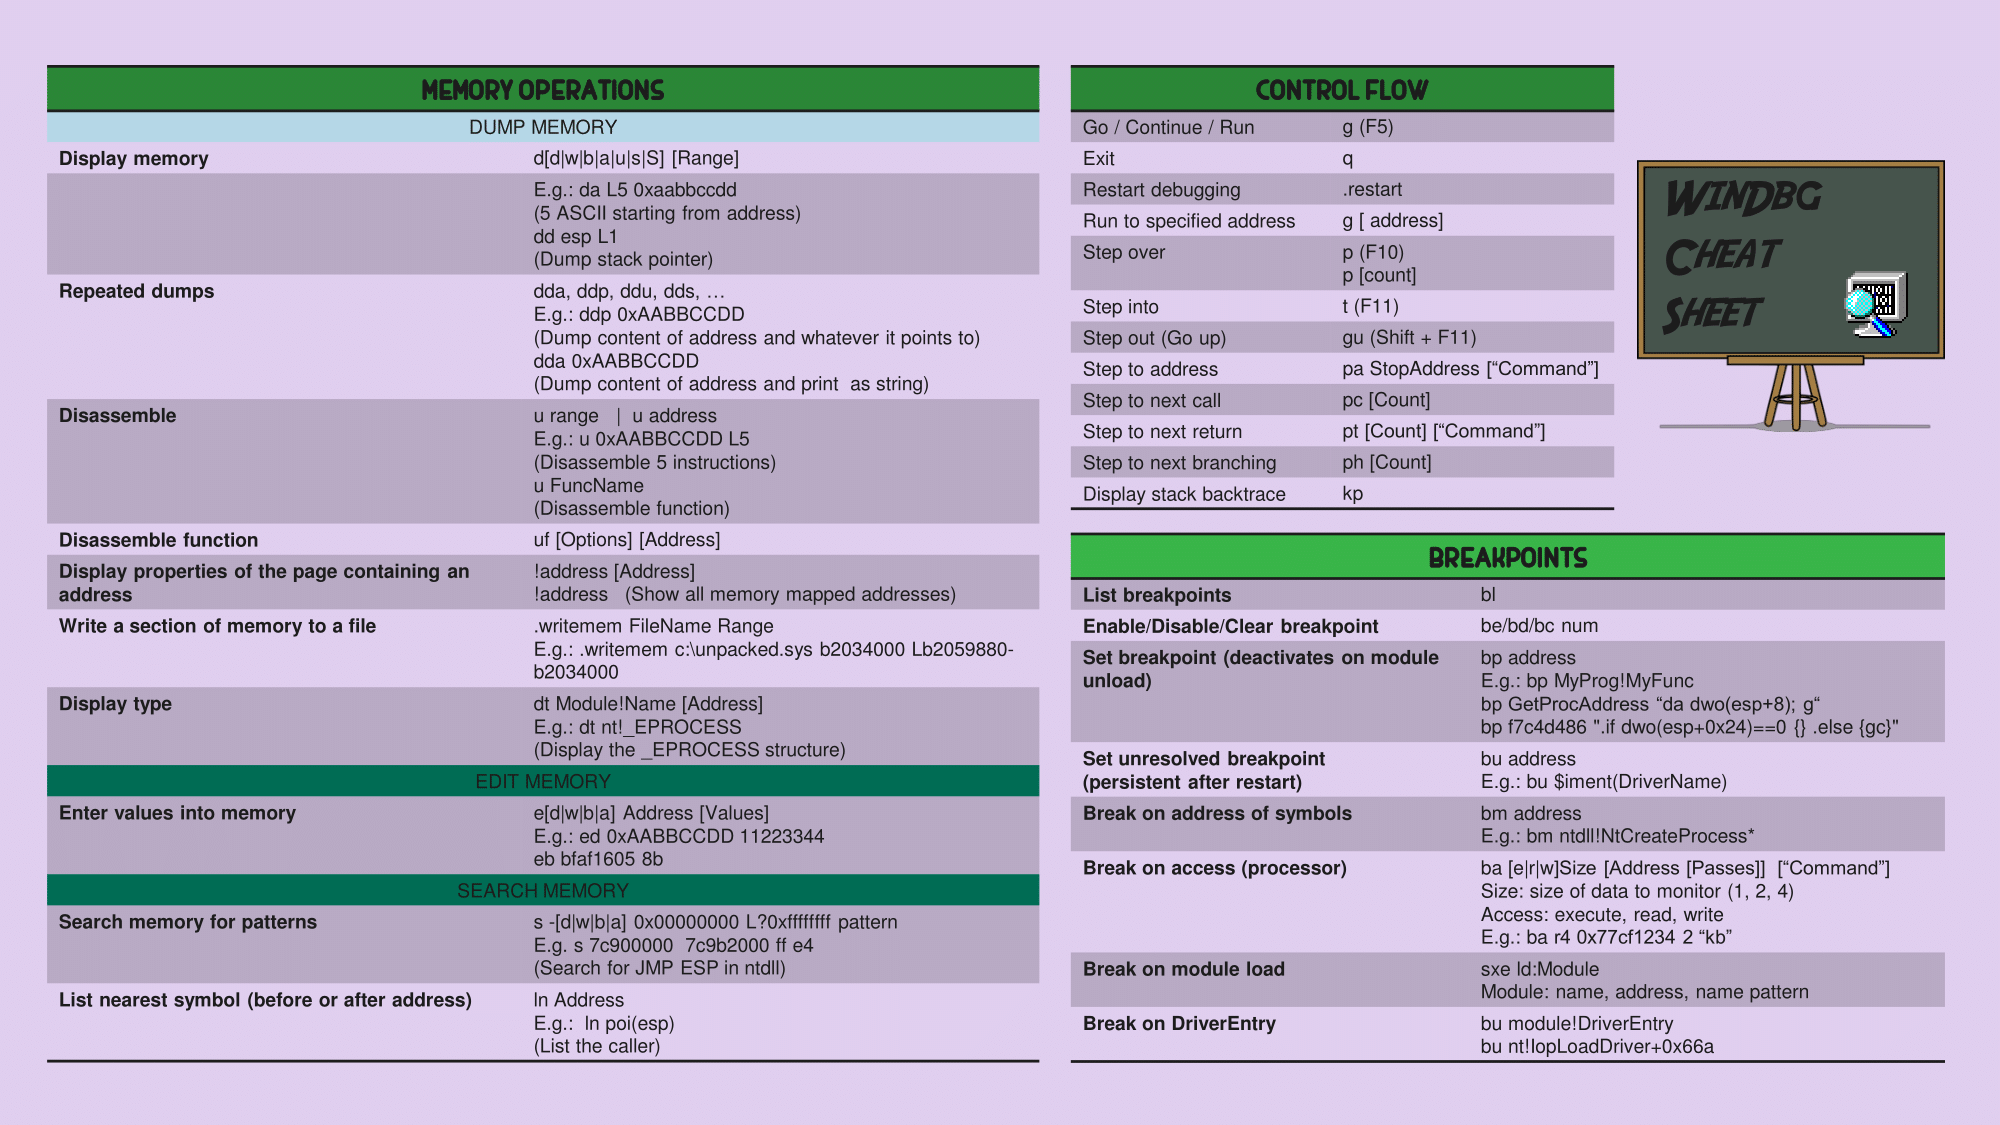 MEMORY OPERATIONS
DUMP MEMORY
Display memory d[d|w|b|a|u|s|S] [Range]
E.g.: da L5 0xaabbccdd
(5 ASCII starting from address)
dd esp L1
(Dump stack pointer)
Repeated dumps dda, ddp, ddu, dds, …
E.g.: ddp 0xAABBCCDD
(Dump content of address and whatever it points to)
dda 0xAABBCCDD
(Dump content of address and print as string)
Disassemble u range | u address
E.g.: u 0xAABBCCDD L5
(Disassemble 5 instructions)
u FuncName
(Disassemble function)
Disassemble function uf [Options] [Address]
Display properties of the page containing an !address [Address]
address !address (Show all memory mapped addresses)
Write a section of memory to a file .writemem FileName Range
E.g.: .writemem c:\unpacked.sys b2034000 Lb2059880-
b2034000
Display type dt Module!Name [Address]
E.g.: dt nt!_EPROCESS
(Display the _EPROCESS structure)
EDIT MEMORY
Enter values into memory e[d|w|b|a] Address [Values]
E.g.: ed 0xAABBCCDD 11223344
eb bfaf1605 8b
SEARCH MEMORY
Search memory for patterns s -[d|w|b|a] 0x00000000 L?0xffffffff pattern
E.g. s 7c900000 7c9b2000 ff e4
(Search for JMP ESP in ntdll)
List nearest symbol (before or after address) ln Address
E.g.: ln poi(esp)
(List the caller)
CONTROL FLOW
Go / Continue / Run g (F5)
Exit q
Restart debugging .restart
Run to specified address g [ address]
Step over p (F10)
p [count]
Step into t (F11)
Step out (Go up) gu (Shift + F11)
Step to address pa StopAddress [“Command”]
Step to next call pc [Count]
Step to next return pt [Count] [“Command”]
Step to next branching ph [Count]
Display stack backtrace kp
WINDBG
CHEAT
SHEET
BREAKPOINTS
List breakpoints bl
Enable/Disable/Clear breakpoint be/bd/bc num
Set breakpoint (deactivates on module bp address
unload) E.g.: bp MyProg!MyFunc
bp GetProcAddress “da dwo(esp+8); g“
bp f7c4d486 ".if dwo(esp+0x24)==0 {} .else {gc}"
Set unresolved breakpoint bu address
(persistent after restart) E.g.: bu $iment(DriverName)
Break on address of symbols bm address
E.g.: bm ntdll!NtCreateProcess*
Break on access (processor) ba [e|r|w]Size [Address [Passes]] [“Command”]
Size: size of data to monitor (1, 2, 4)
Access: execute, read, write
E.g.: ba r4 0x77cf1234 2 “kb”
Break on module load sxe ld:Module
Module: name, address, name pattern
Break on DriverEntry bu module!DriverEntry
bu nt!IopLoadDriver+0x66a